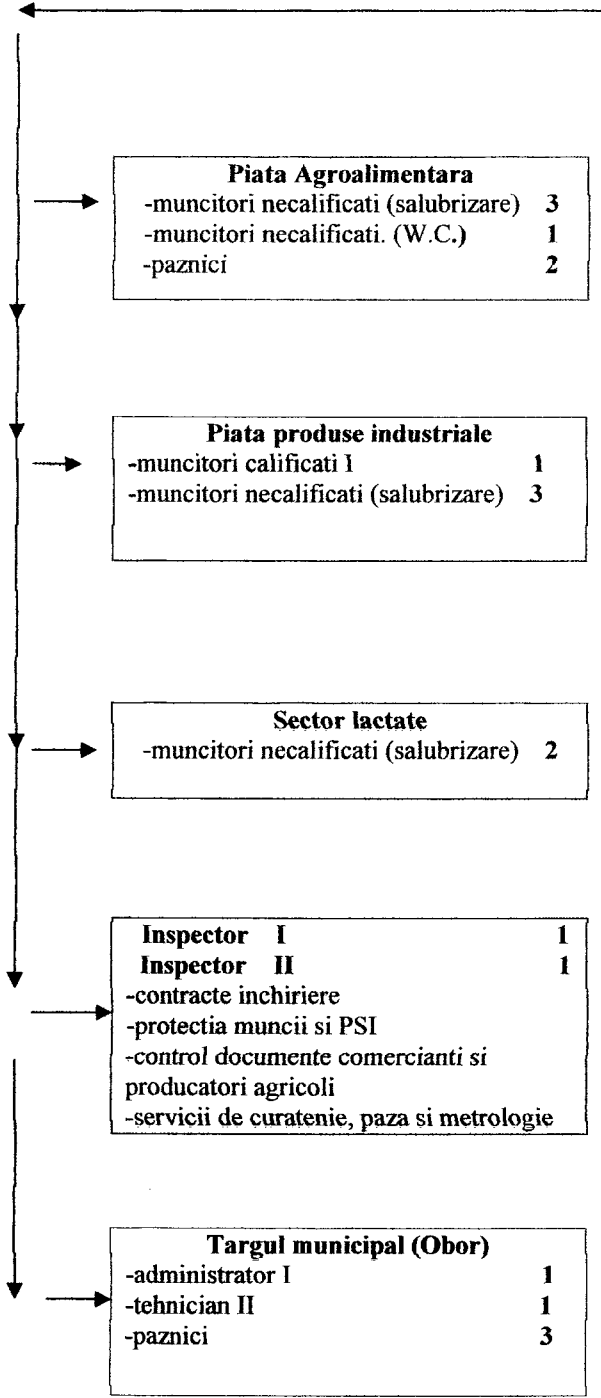 Piata Agroalimentara
-muncitori necalificati (salubrizare) 3
-muncitori necalificati. (W.C.) 1
-paznici 2
Piata produse industriale
-muncitori calificati I 1
-muncitori necalificati (salubrizare) 3
Sector lactate
-muncitori necalificati (salubrizare) 2
Inspector I 1
Inspector II 1
-contracte inchiriere
-protectia muncii si PSI
-control documente comercianti si
producatori agricoli
-servicii de curatenie, paza si metrologie
Targul municipal (Obor)
-administrator I 1
-tehnician II 1
-paznici 3